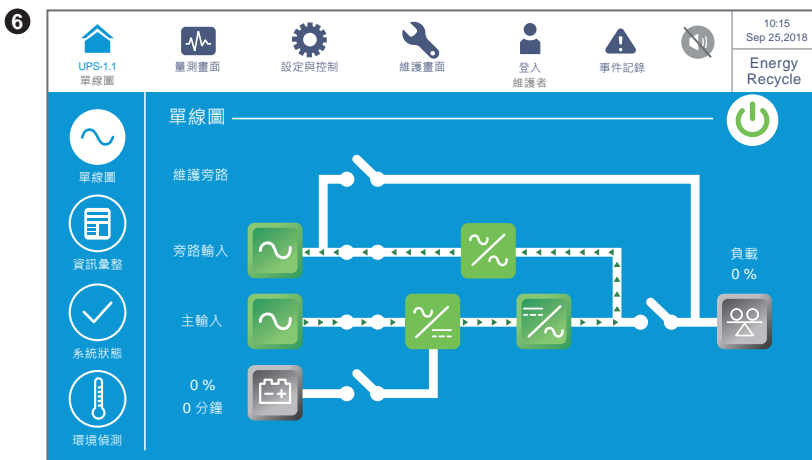 6
UPS-1.1
單線圖
量測畫面
設定與控制
維護畫面
登入
維護者
事件記錄
10:15
Sep 25,2018
Energy
Recycle
單線圖
單線圖
資訊彙整
系統狀態
環境偵測
維護旁路
旁路輸入
主輸入
0 %
0 分鐘
負載
0 %